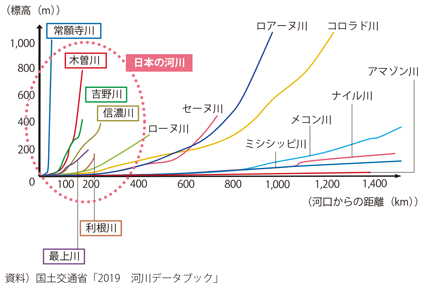 （標高（m））
常願寺川
ロアーヌ川
コロラド川
1,000
木曽川
日本の河川
800
アマゾン川
吉野川
600
信濃川
セーヌ川
ナイル川
400
ローヌ川
メコン川
ミシシッピ川
200
0
0 100 200 400 600 800 1,000 1,200 1,400
（河口からの距離（km））
利根川
最上川
資料）国土交通省「2019　河川データブック」